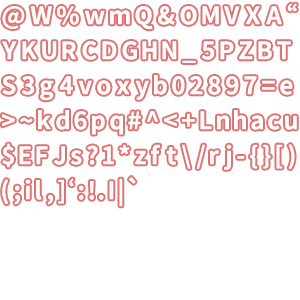 @W%wmQ&OMVXA“
YKURCDGHN_5PZBT
S3g4voxyb02897=e
>~kd6pq#^<+Lnhacu
$EFJs?1*zft\/rj-{}[)
(;il,]‘:!.I|`